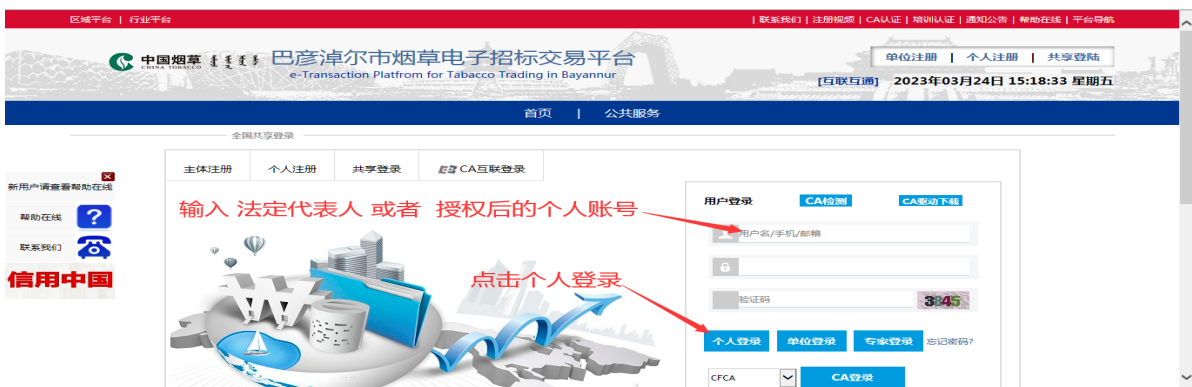 区域平台 | 行业平台
| 联系我们 | 注册视频 | CA认证 | 培训认证 | 通知公告 | 帮助在线 | 平台导航
中国烟草
CHINA TOBACCO
巴彦淖尔市烟草电子招标交易平台
e-Transaction Platfrom for Tabacco Trading in Bayannur
单位注册 | 个人注册 | 共享登陆
[互联互通] 2023年03月24日 15:18:33 星期五
首页 | 公共服务
全国共享登录
主体注册 个人注册 共享登录 CA互联登录
新用户请查看帮助在线
帮助在线
联系我们
信用中国
输入 法定代表人 或者 授权后的个人账号
点击个人登录
用户登录 CA检测 CA驱动下载
用户名/手机/邮箱
验证码 3845
个人登录 单位登录 专家登录 忘记密码?
CFCA CA登录